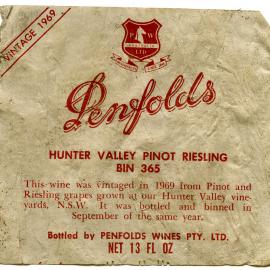 VINTAGE 1969
P W
LTD
Penfolds
HUNTER VALLEY PINOT RIESLING
BIN 365
This wine was vintaged in 1969 from Pinot and
Riesling grapes grown at our Hunter Valley vine-
yards, N.S.W. It was bottled and binned in
September of the same year.
Bottled by PENFOLDS WINES PTY. LTD.
NET 13 FL OZ